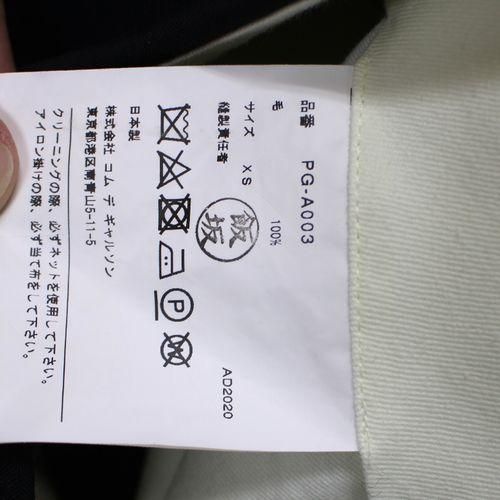 品番 PG-A003
毛 100%
サイズ XS
縫製責任者 飯坂
AD2020
P
W
日本製
株式会社 コム デ ギャルソン
東京都港区南青山5-11-5
クリーニングの際、必ずネットを使用して下さい。
アイロン掛けの際、必ず当て布をして下さい。